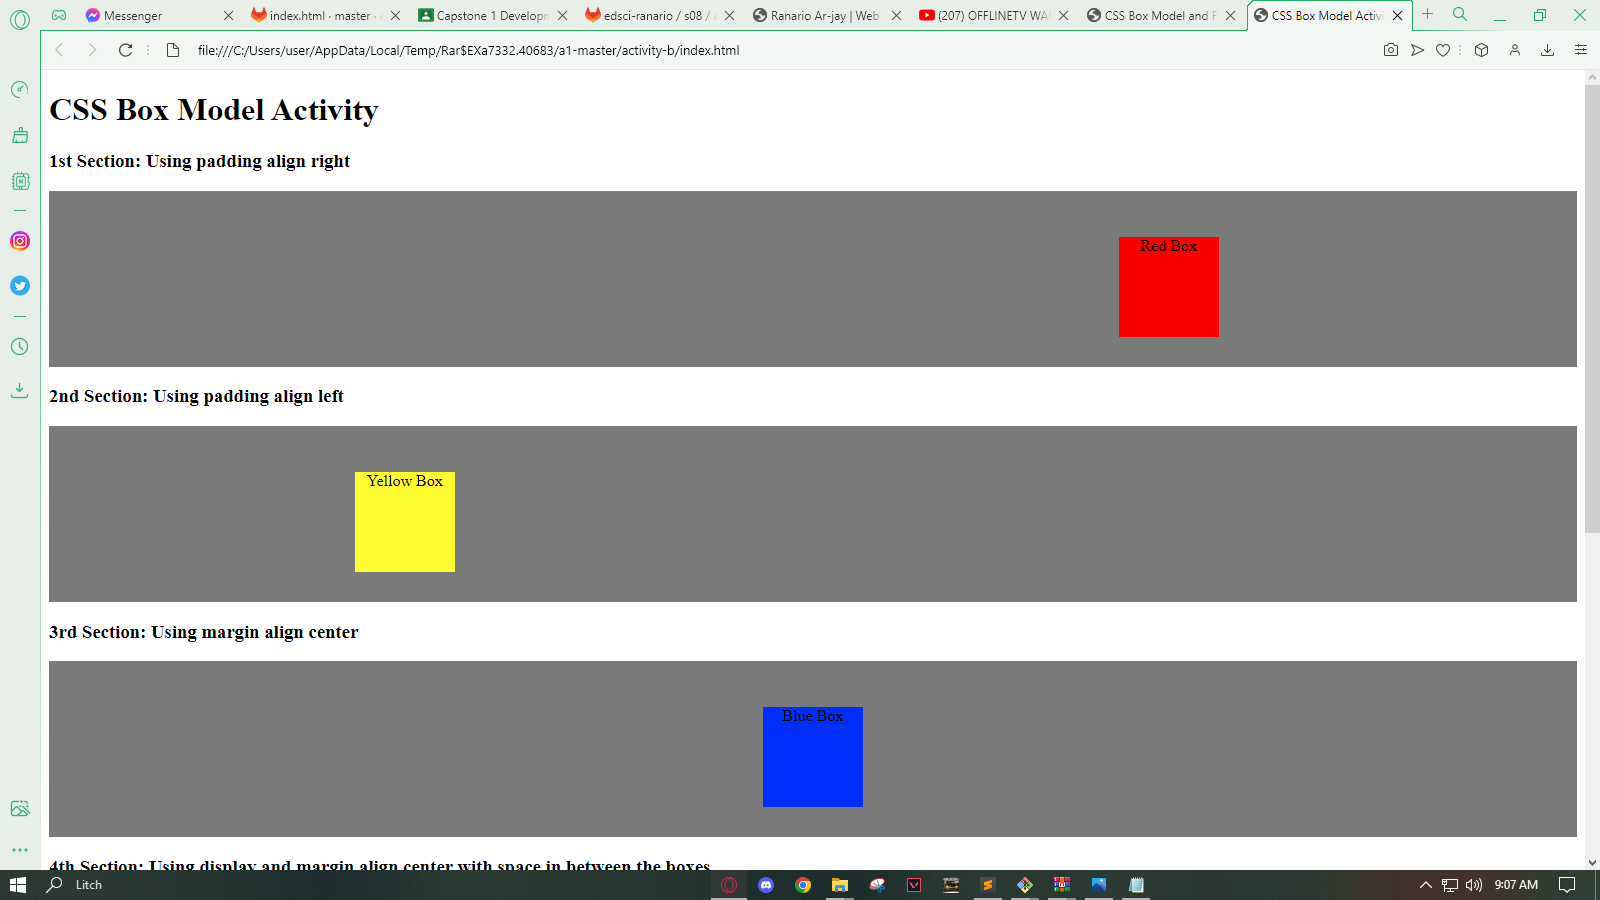 Messenger
index.html · master · e
Capstone 1 Developm
edsci-ranario / s08 / a
Ranario Ar-jay | Web
(207) OFFLINETV WA
CSS Box Model and F
CSS Box Model Activi
file:///C:/Users/user/AppData/Local/Temp/Rar$EXa7332.40683/a1-master/activity-b/index.html
CSS Box Model Activity
1st Section: Using padding align right
Red Box
2nd Section: Using padding align left
Yellow Box
3rd Section: Using margin align center
Blue Box
4th Section: Using display and margin align center with space in between the boxes
Litch
9:07 AM